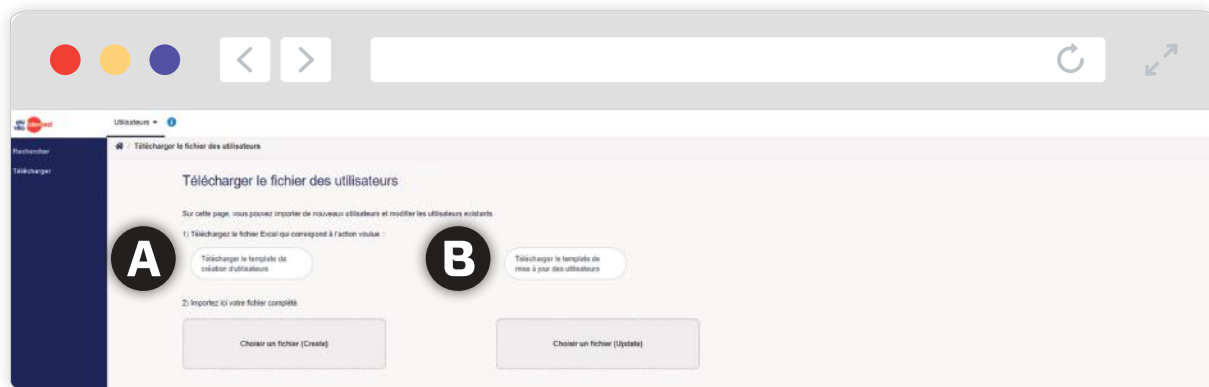 Utilisateurs
Rechercher
/ Télécharger le fichier des utilisateurs
Télécharger
Télécharger le fichier des utilisateurs
Sur cette page, vous pouvez importer de nouveaux utilisateurs et modifier les utilisateurs existants.
1) Téléchargez le fichier Excel qui correspond à l'action voulue :
A
Télécharger le template de
création d'utilisateurs
B
Télécharger le template de
mise à jour des utilisateurs
2) Importez ici votre fichier complété
Choisir un fichier (Create)
Choisir un fichier (Update)